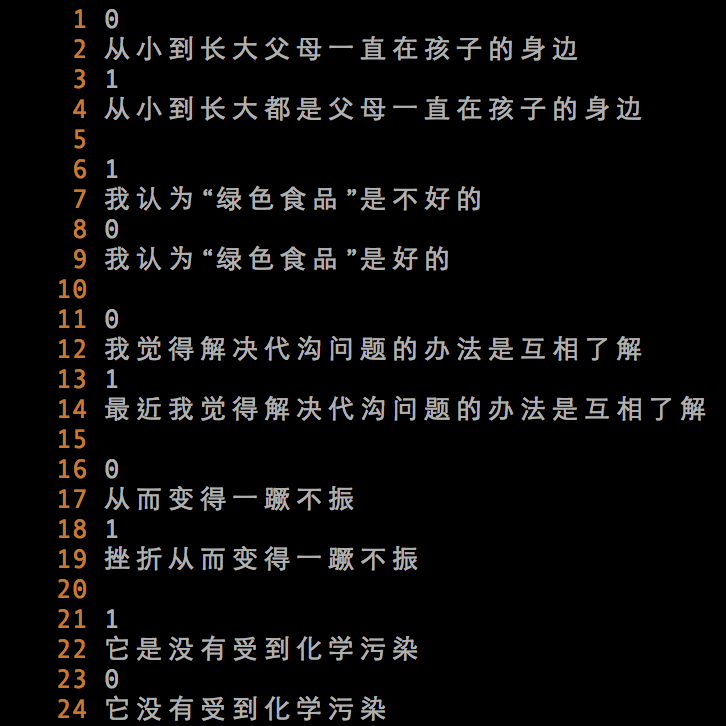 1 0
2 从小到长大父母一直在孩子的身边
3 1
4 从小到长大都是父母一直在孩子的身边
5
6 1
7 我认为“绿色食品”是不好的
8 0
9 我认为“绿色食品”是好的
10
11 0
12 我觉得解决代沟问题的办法是互相了解
13 1
14 最近我觉得解决代沟问题的办法是互相了解
15
16 0
17 从而变得一蹶不振
18 1
19 挫折从而变得一蹶不振
20
21 1
22 它是没有受到化学污染
23 0
24 它没有受到化学污染